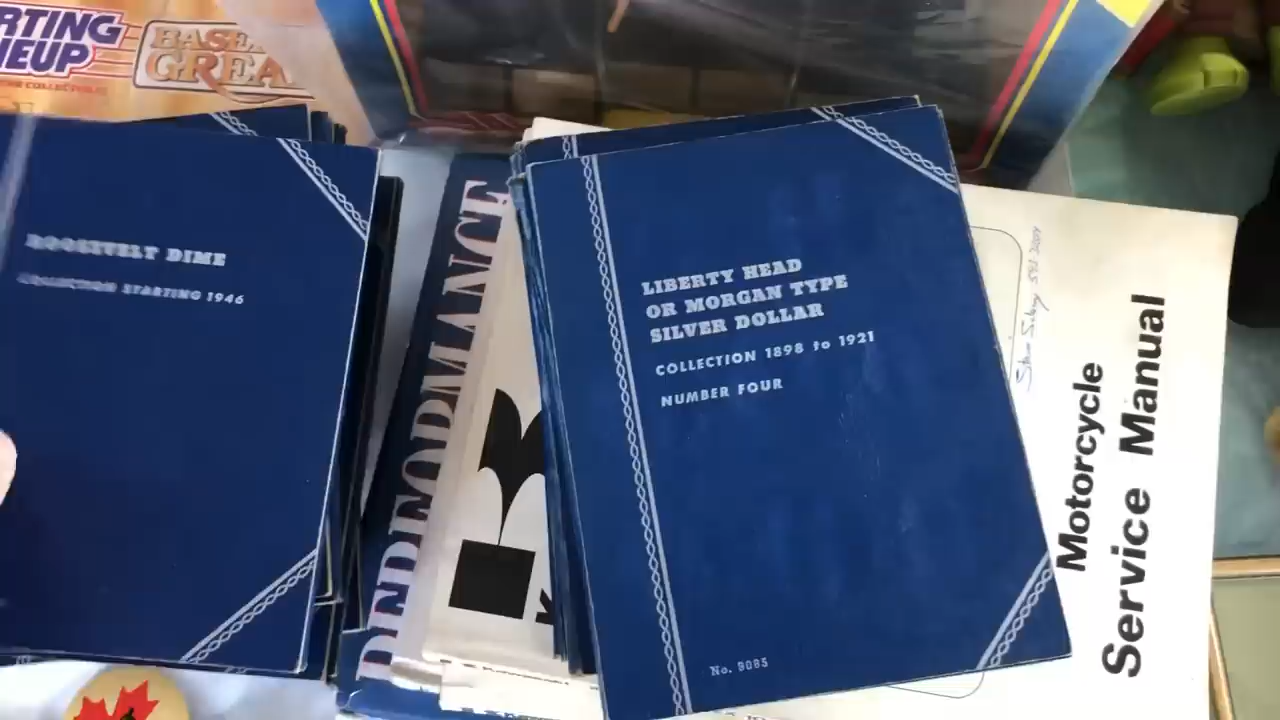 RTING
NEUP
BASE
GREA
ROOSEVELT DIME
COLLECTION STARTING 1946
PERFORMANCE
K
LIBERTY HEAD
OR MORGAN TYPE
SILVER DOLLAR
COLLECTION 1898 to 1921
NUMBER FOUR
No. 9085
Motorcycle
Service Manual